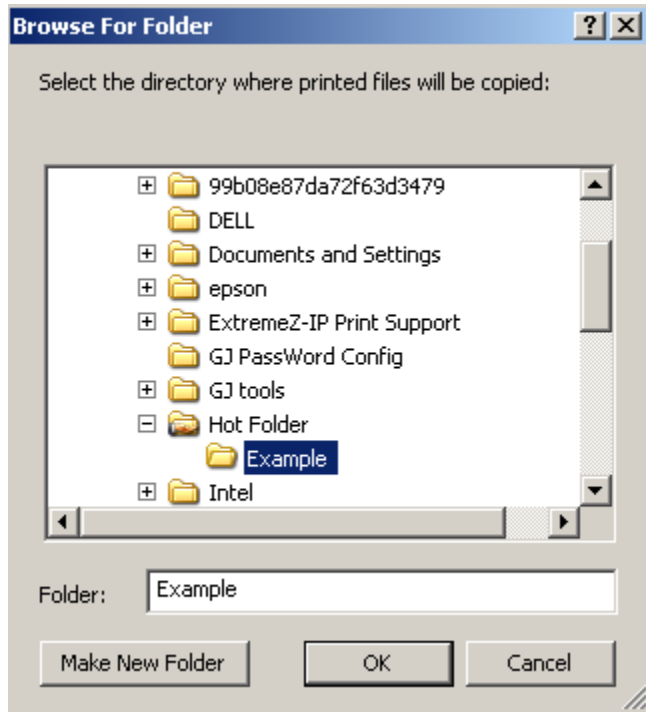 Browse For Folder
Select the directory where printed files will be copied:
99b08e87da72f63d3479
DELL
Documents and Settings
epson
ExtremeZ-IP Print Support
GJ PassWord Config
GJ tools
Hot Folder
Example
Intel
Folder: Example
Make New Folder OK Cancel